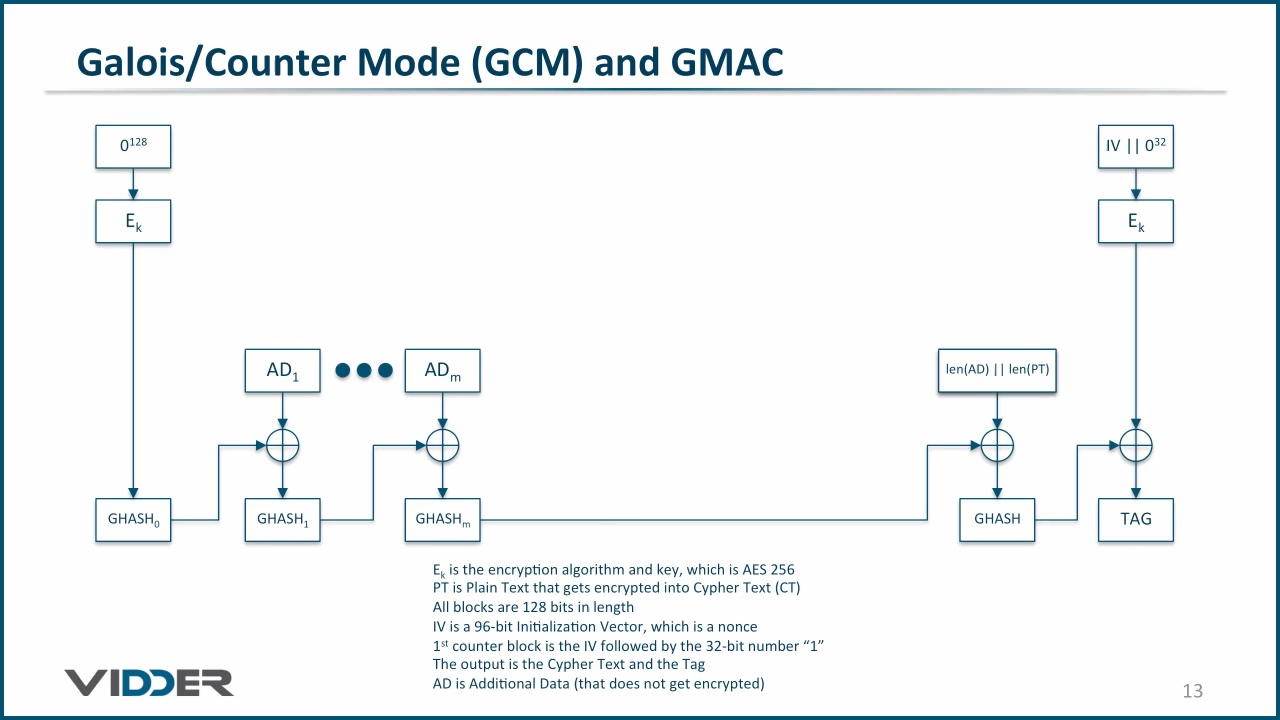 Galois/Counter Mode (GCM) and GMAC
0¹²⁸
IV || 0³²
Eₖ
Eₖ
AD₁
ADₘ
len(AD) || len(PT)
GHASH₀
GHASH₁
GHASHₘ
GHASH
TAG
Eₖ is the encryption algorithm and key, which is AES 256
PT is Plain Text that gets encrypted into Cypher Text (CT)
All blocks are 128 bits in length
IV is a 96-bit Initialization Vector, which is a nonce
1ˢᵗ counter block is the IV followed by the 32-bit number “1”
The output is the Cypher Text and the Tag
AD is Additional Data (that does not get encrypted)
VIDDER
13